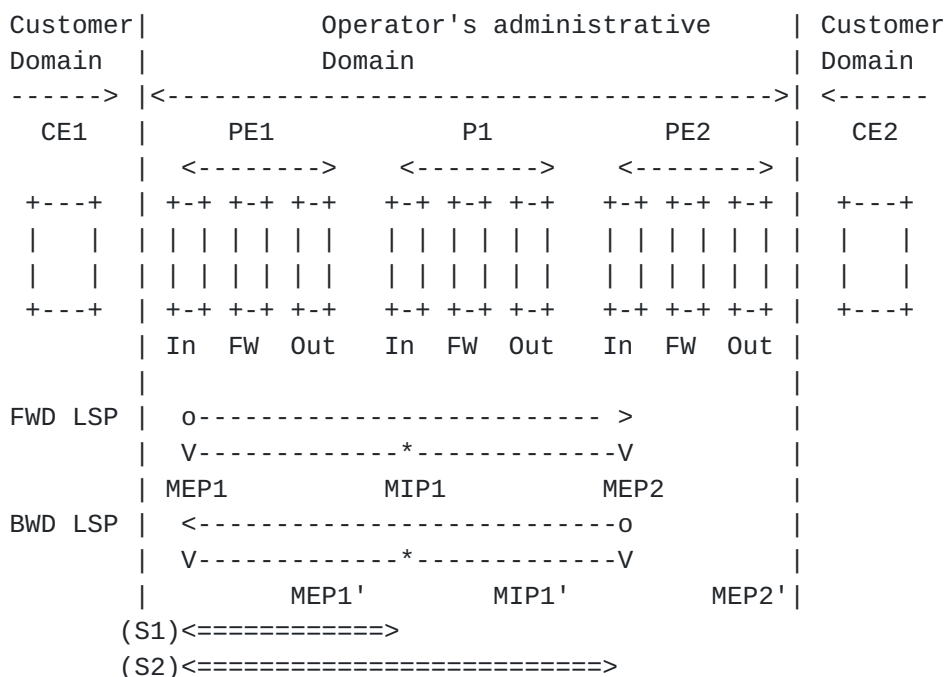 Customer|           Operator's administrative      | Customer
Domain  |           Domain                         | Domain
------> |<---------------------------------------->| <------
  CE1   |     PE1            P1            PE2     |   CE2
        |  <-------->    <-------->    <-------->  |
 +---+  | +-+ +-+ +-+   +-+ +-+ +-+   +-+ +-+ +-+ |  +---+
 |   |  | | | | | | |   | | | | | |   | | | | | | |  |   |
 |   |  | | | | | | |   | | | | | |   | | | | | | |  |   |
 +---+  | +-+ +-+ +-+   +-+ +-+ +-+   +-+ +-+ +-+ |  +---+
        | In  FW  Out   In  FW  Out   In  FW  Out |
        |                                          |
FWD LSP |  o-------------------------- >           |
        |  V-------------*-------------V           |
        | MEP1          MIP1          MEP2         |
BWD LSP |  <---------------------------o           |
        |  V-------------*-------------V           |
        |         MEP1'        MIP1'         MEP2'|
       (S1)<============>
       (S2)<==========================>